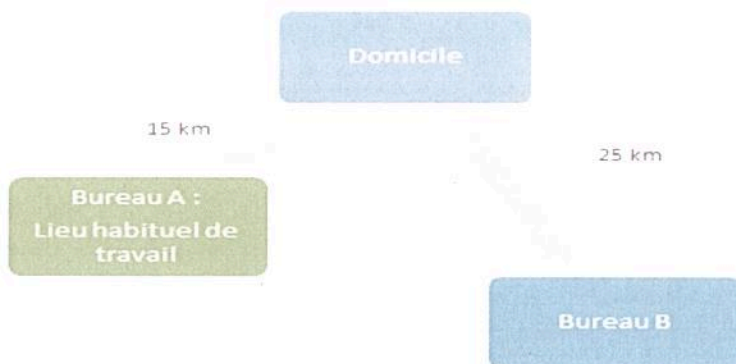 Domicile
15 km
25 km
Bureau A :
Lieu habituel de
travail
Bureau B